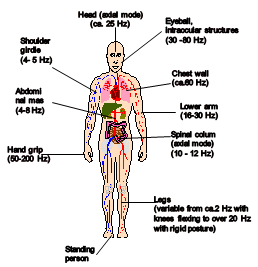 Head (axial mode)
(ca. 25 Hz)
Eyeball,
intraocular structures
(30 -80 Hz)
Shoulder
girdle
(4- 5 Hz)
Chest wall
(ca.60 Hz)
Abdomi
nal mas
(4-8 Hz)
Lower arm
(16-30 Hz)
Spinal colum
(axial mode)
(10 - 12 Hz)
Hand grip
(50-200 Hz)
Legs
(variable from ca.2 Hz with
knees flexing to over 20 Hz
with rigid posture)
Standing
person